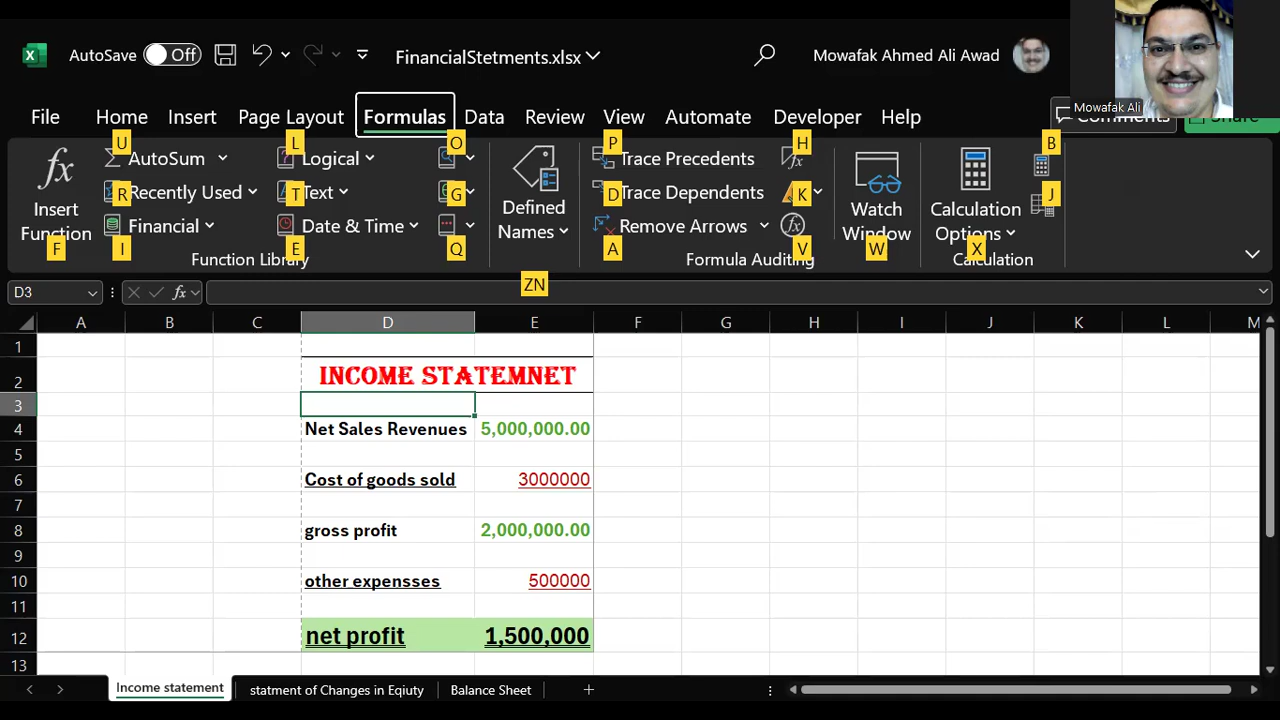 AutoSave Off FinancialStetments.xlsx Mowafak Ahmed Ali Awad
Mowafak Ali
File Home Insert Page Layout Formulas Data Review View Automate Developer Help Comments Share
U L O P H B
AutoSum Logical Trace Precedents
R Recently Used T Text G D Trace Dependents K J
Insert Function Financial Date & Time Defined Names Remove Arrows Watch Window Calculation Options
F I E Q A V W X
Function Library Formula Auditing Calculation
ZN
D3 fx
A B C D E F G H I J K L M
1
2 INCOME STATEMNET
3
4 Net Sales Revenues 5,000,000.00
5
6 Cost of goods sold 3000000
7
8 gross profit 2,000,000.00
9
10 other expensses 500000
11
12 net profit 1,500,000
13
Income statement statment of Changes in Eqiuty Balance Sheet